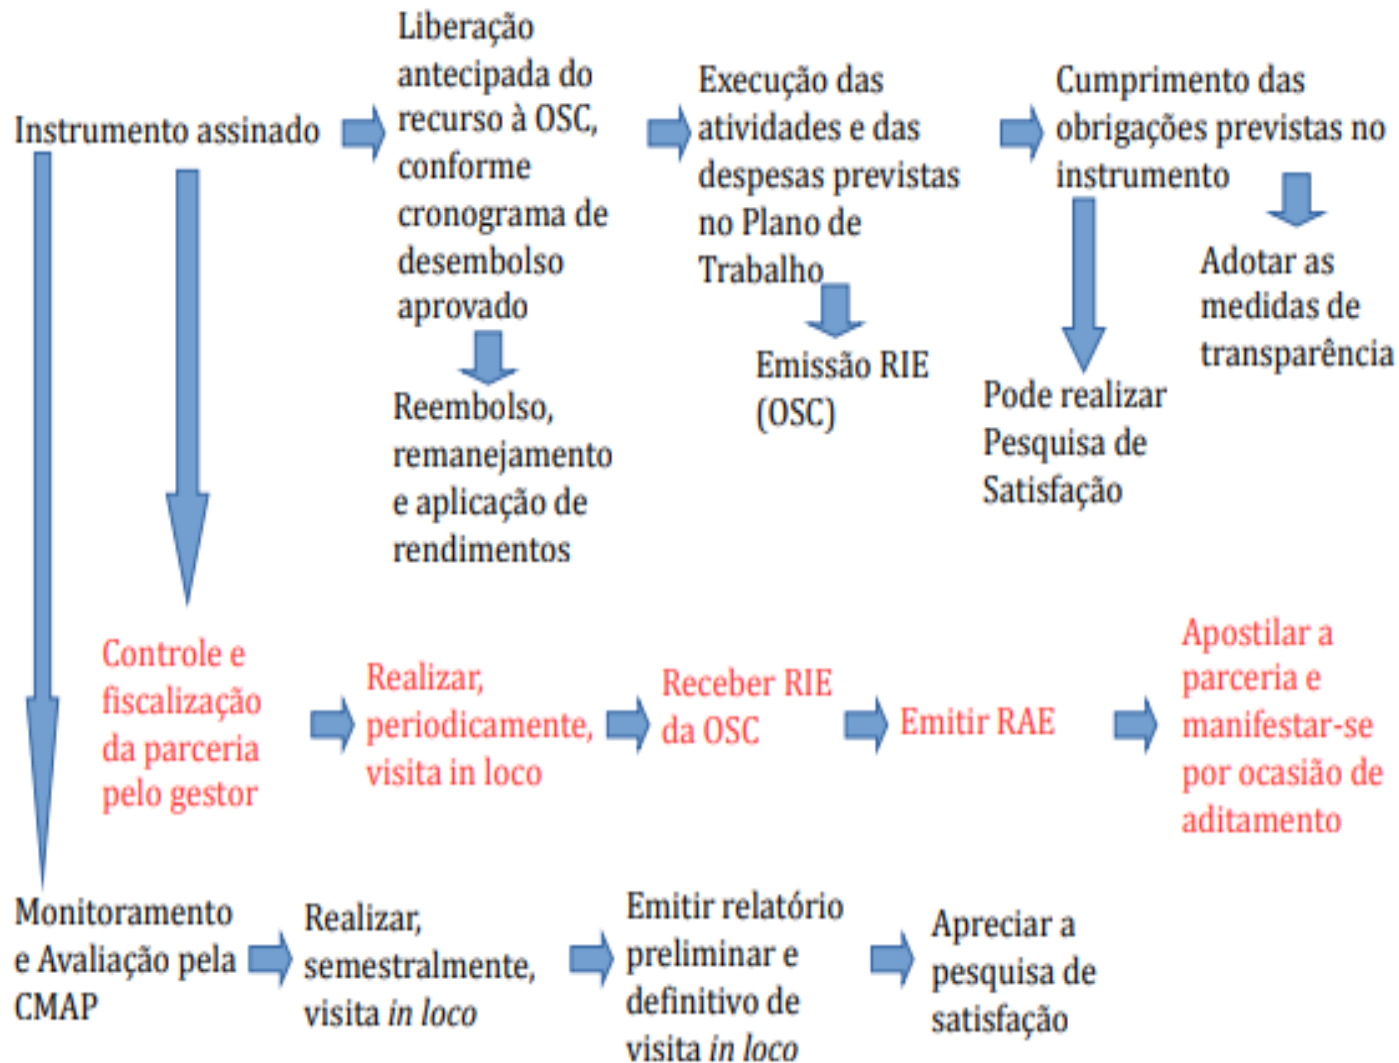 Instrumento assinado
Liberação
antecipada do
recurso à OSC,
conforme
cronograma de
desembolso
aprovado
Execução das
atividades e das
despesas previstas
no Plano de
Trabalho
Cumprimento das
obrigações previstas no
instrumento
Adotar as
medidas de
transparência
Reembolso,
remanejamento
e aplicação de
rendimentos
Emissão RIE
(OSC)
Pode realizar
Pesquisa de
Satisfação
Controle e
fiscalização
da parceria
pelo gestor
Realizar,
periodicamente,
visita in loco
Receber RIE
da OSC
Emitir RAE
Apostilar a
parceria e
manifestar-se
por ocasião de
aditamento
Monitoramento
e Avaliação pela
CMAP
Realizar,
semestralmente,
visita in loco
Emitir relatório
preliminar e
definitivo de
visita in loco
Apreciar a
pesquisa de
satisfação